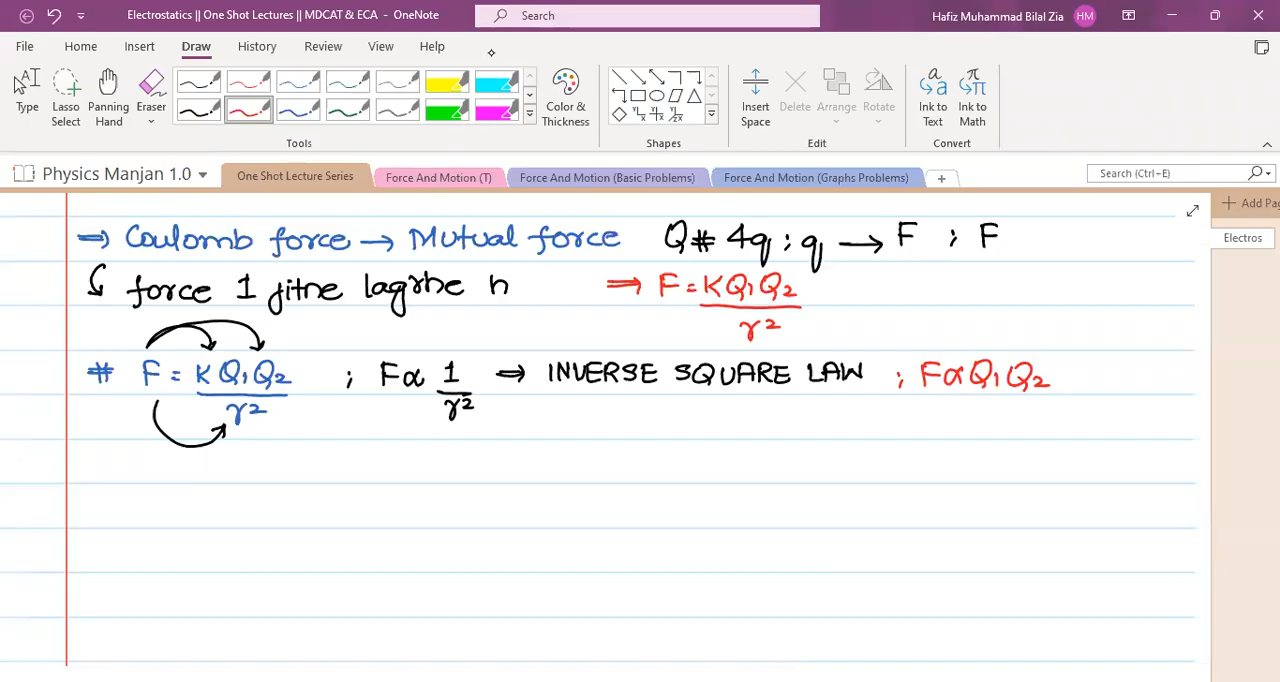 Electrostatics || One Shot Lectures || MDCAT & ECA - OneNote
Search
Hafiz Muhammad Bilal Zia HM
File Home Insert Draw History Review View Help
Type
Lasso Select
Panning Hand
Eraser
Color & Thickness
Insert Space
Delete
Arrange
Rotate
Ink to Text
Ink to Math
Tools Shapes Edit Convert
Physics Manjan 1.0
One Shot Lecture Series
Force And Motion (T)
Force And Motion (Basic Problems)
Force And Motion (Graphs Problems)
Search (Ctrl+E)
Add Pag
Electros
⇒ Coulomb force → Mutual force Q# 4q ; q → F ; F
force 1 jitne lagrhe h ⇒ F = KQ₁Q₂/r²
# F = KQ₁Q₂/r² ; F∝ 1/r² ⇒ INVERSE SQUARE LAW ; F∝Q₁Q₂